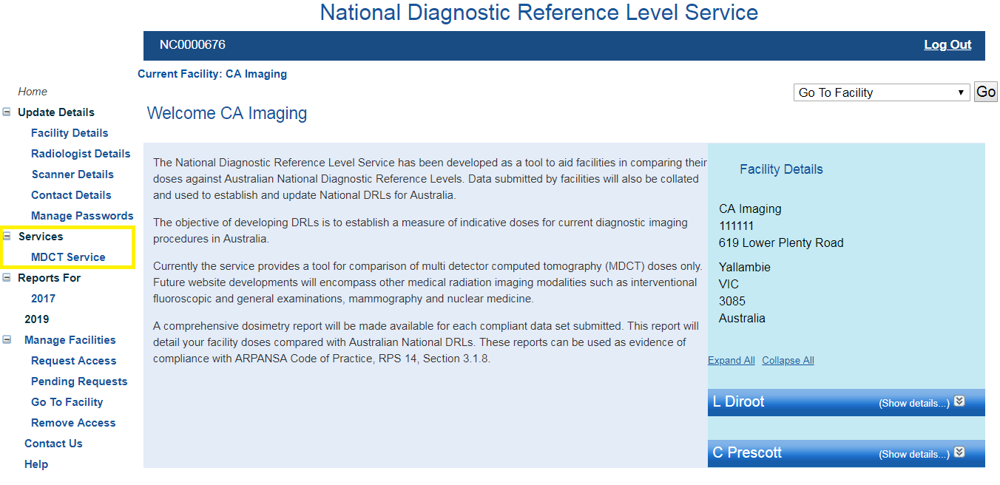 National Diagnostic Reference Level Service
NC0000676
Log Out
Current Facility: CA Imaging
Go To Facility
Go
Home
Update Details
Facility Details
Radiologist Details
Scanner Details
Contact Details
Manage Passwords
Services
MDCT Service
Reports For
2017
2019
Manage Facilities
Request Access
Pending Requests
Go To Facility
Remove Access
Contact Us
Help
Welcome CA Imaging
The National Diagnostic Reference Level Service has been developed as a tool to aid facilities in comparing their
doses against Australian National Diagnostic Reference Levels. Data submitted by facilities will also be collated
and used to establish and update National DRLs for Australia.
The objective of developing DRLs is to establish a measure of indicative doses for current diagnostic imaging
procedures in Australia.
Currently the service provides a tool for comparison of multi detector computed tomography (MDCT) doses only.
Future website developments will encompass other medical radiation imaging modalities such as interventional
fluoroscopic and general examinations, mammography and nuclear medicine.
A comprehensive dosimetry report will be made available for each compliant data set submitted. This report will
detail your facility doses compared with Australian National DRLs. These reports can be used as evidence of
compliance with ARPANSA Code of Practice, RPS 14, Section 3.1.8.
Facility Details
CA Imaging
111111
619 Lower Plenty Road
Yallambie
VIC
3085
Australia
Expand All Collapse All
L Diroot (Show details...)
C Prescott (Show details...)